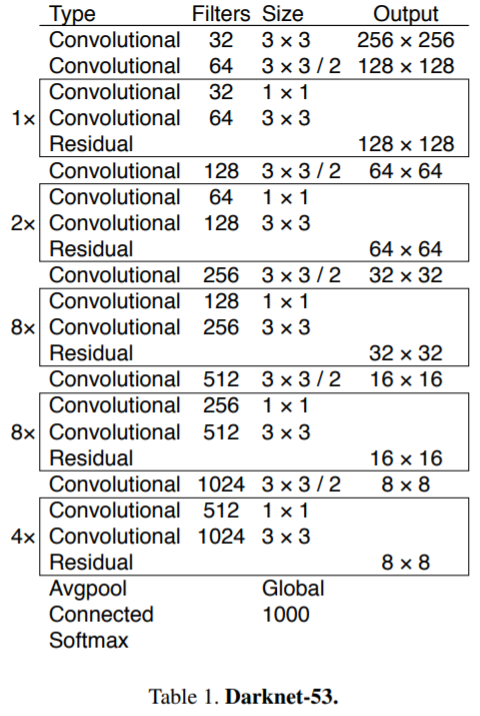 Type Filters Size Output
Convolutional 32 3 × 3 256 × 256
Convolutional 64 3 × 3 / 2 128 × 128
Convolutional 32 1 × 1
1× Convolutional 64 3 × 3
Residual 128 × 128
Convolutional 128 3 × 3 / 2 64 × 64
Convolutional 64 1 × 1
2× Convolutional 128 3 × 3
Residual 64 × 64
Convolutional 256 3 × 3 / 2 32 × 32
Convolutional 128 1 × 1
8× Convolutional 256 3 × 3
Residual 32 × 32
Convolutional 512 3 × 3 / 2 16 × 16
Convolutional 256 1 × 1
8× Convolutional 512 3 × 3
Residual 16 × 16
Convolutional 1024 3 × 3 / 2 8 × 8
Convolutional 512 1 × 1
4× Convolutional 1024 3 × 3
Residual 8 × 8
Avgpool Global
Connected 1000
Softmax
Table 1. Darknet-53.